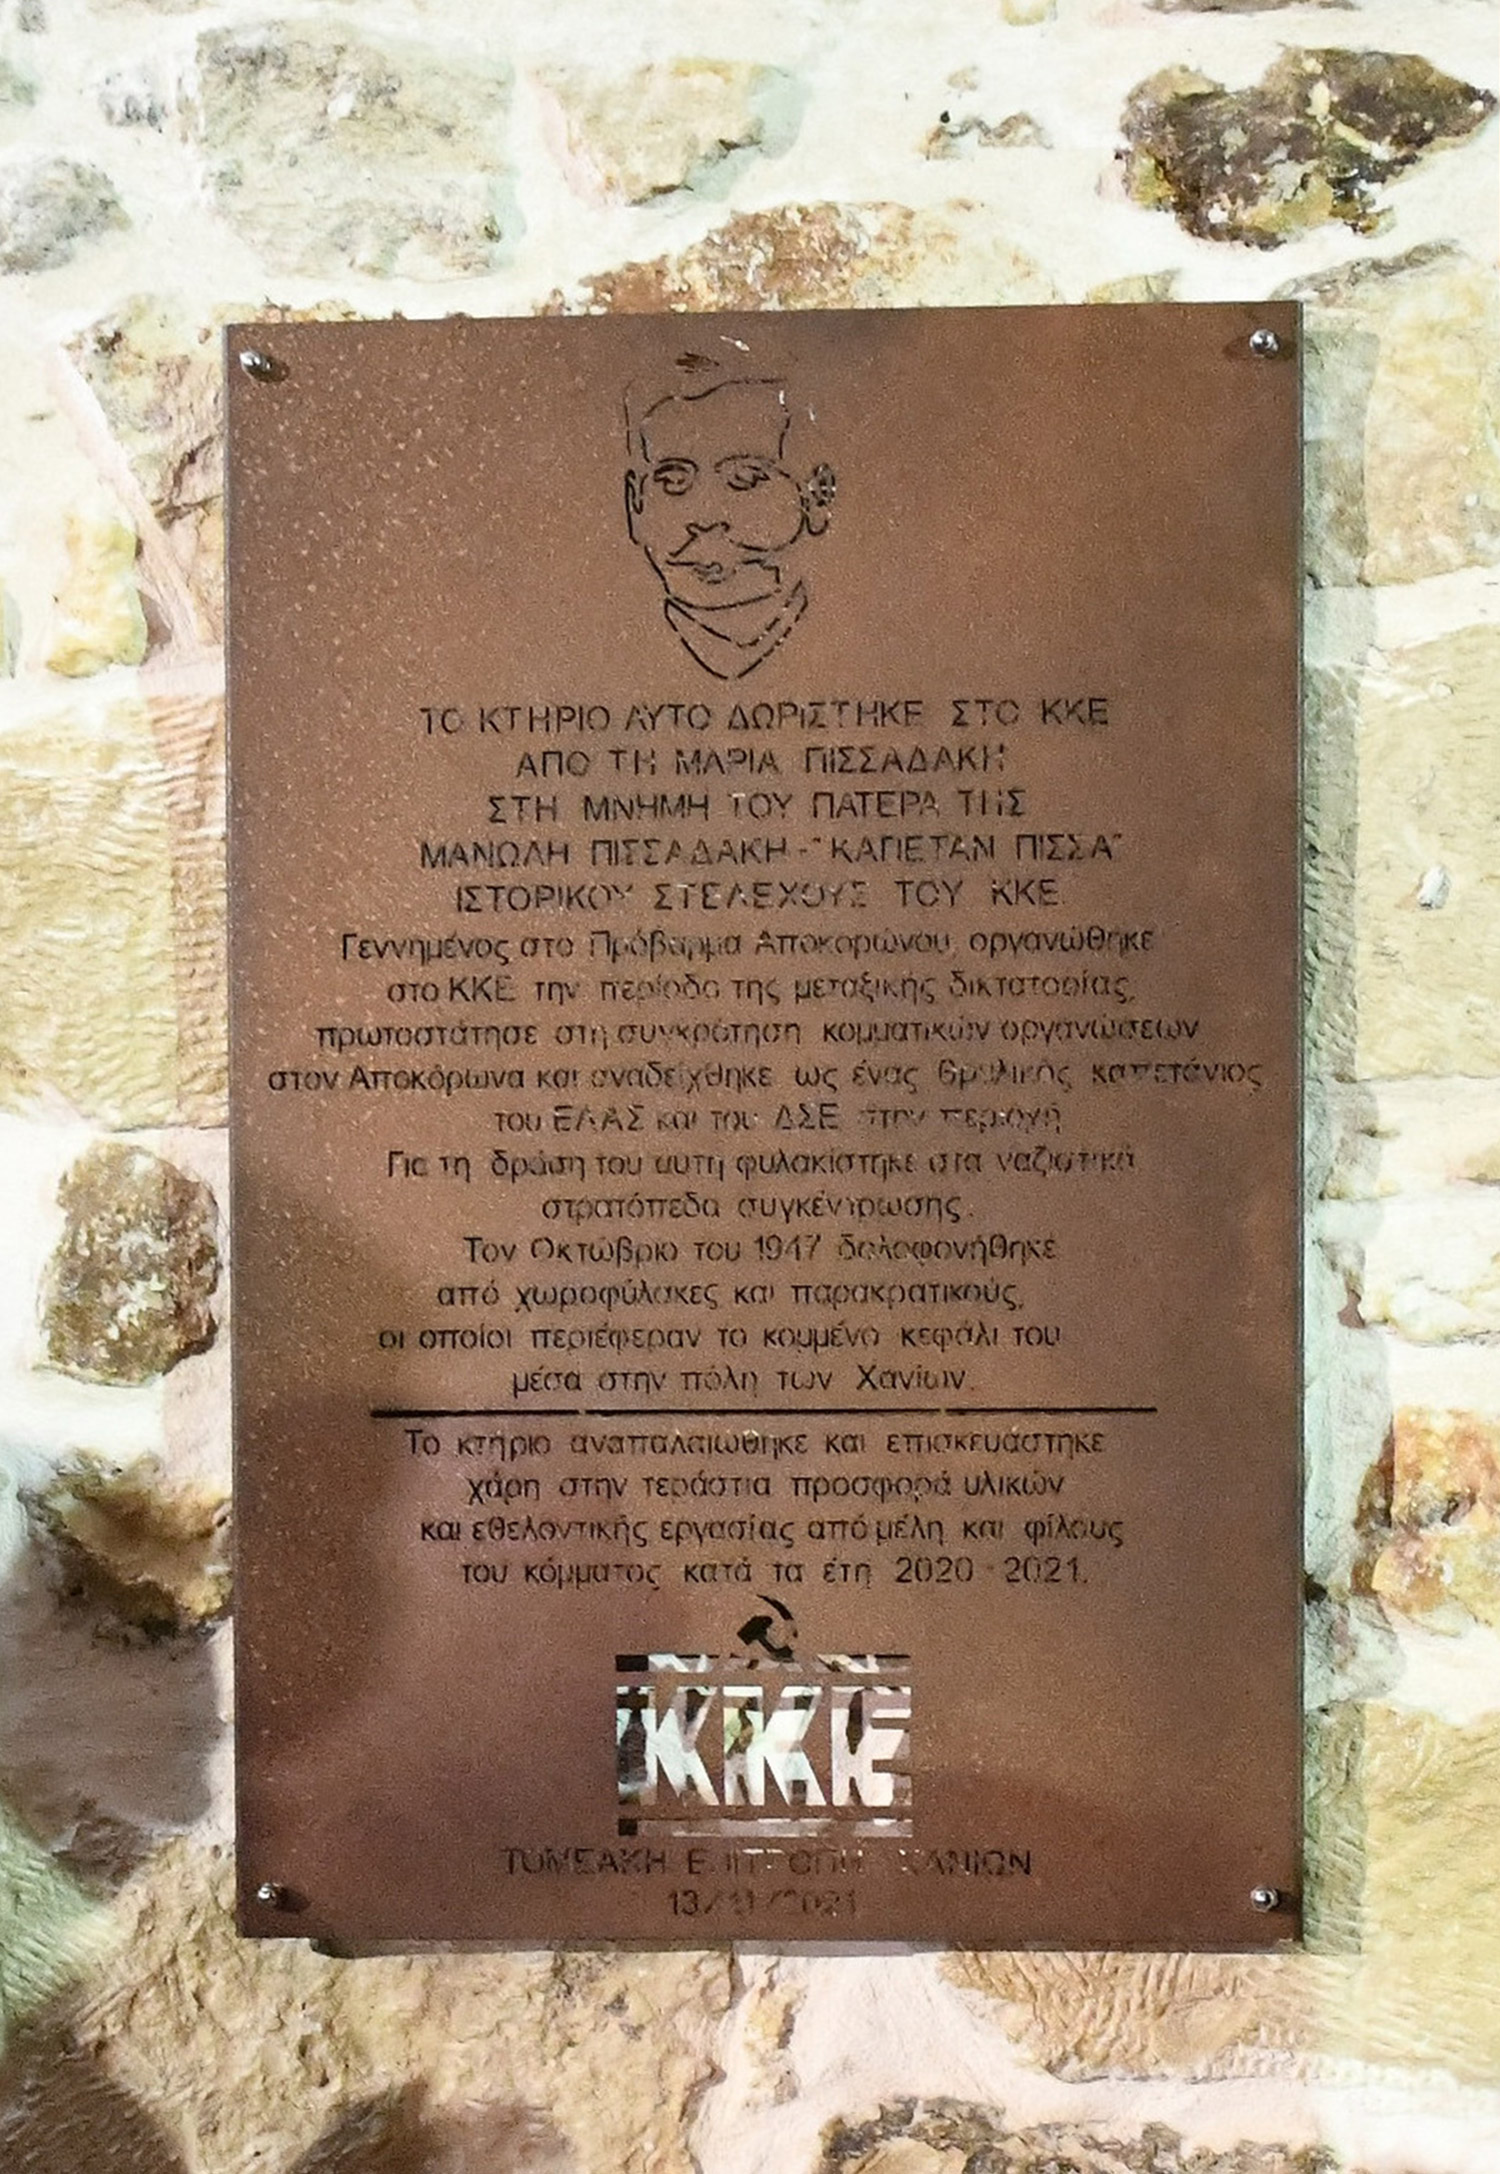 ΤΟ ΚΤΗΡΙΟ ΑΥΤΟ ΔΩΡΙΣΤΗΚΕ ΣΤΟ ΚΚΕ
ΑΠΟ ΤΗ ΜΑΡΙΑ ΠΙΣΣΑΔΑΚΗ
ΣΤΗ ΜΝΗΜΗ ΤΟΥ ΠΑΤΕΡΑ ΤΗΣ
ΜΑΝΩΛΗ ΠΙΣΣΑΔΑΚΗ - "ΚΑΠΕΤΑΝ ΠΙΣΣΑ"
ΙΣΤΟΡΙΚΟΥ ΣΤΕΛΕΧΟΥΣ ΤΟΥ ΚΚΕ.
Γεννημένος στο Πρόβαρμα Αποκορώνου, οργανώθηκε
στο ΚΚΕ την περίοδο της μεταξικής δικτατορίας,
πρωτοστάτησε στη συγκρότηση κομματικών οργανώσεων
στον Αποκόρωνα και αναδείχθηκε ως ένας θρυλικός καπετάνιος
του ΕΛΑΣ και του ΔΣΕ στην περιοχή
Για τη δράση του αυτή φυλακίστηκε στα ναζιστικά
στρατόπεδα συγκέντρωσης.
Τον Οκτώβριο του 1947 δολοφονήθηκε
από χωροφύλακες και παρακρατικούς,
οι οποίοι περιέφεραν το κομμένο κεφάλι του
μέσα στην πόλη των Χανίων.
Το κτήριο αναπαλαιώθηκε και επισκευάστηκε
χάρη στην τεράστια προσφορά υλικών
και εθελοντικής εργασίας από μέλη και φίλους
του κόμματος κατά τα έτη 2020 - 2021.
ΚΚΕ
ΤΟΜΕΑΚΗ ΕΠΙΤΡΟΠΗ ΧΑΝΙΩΝ